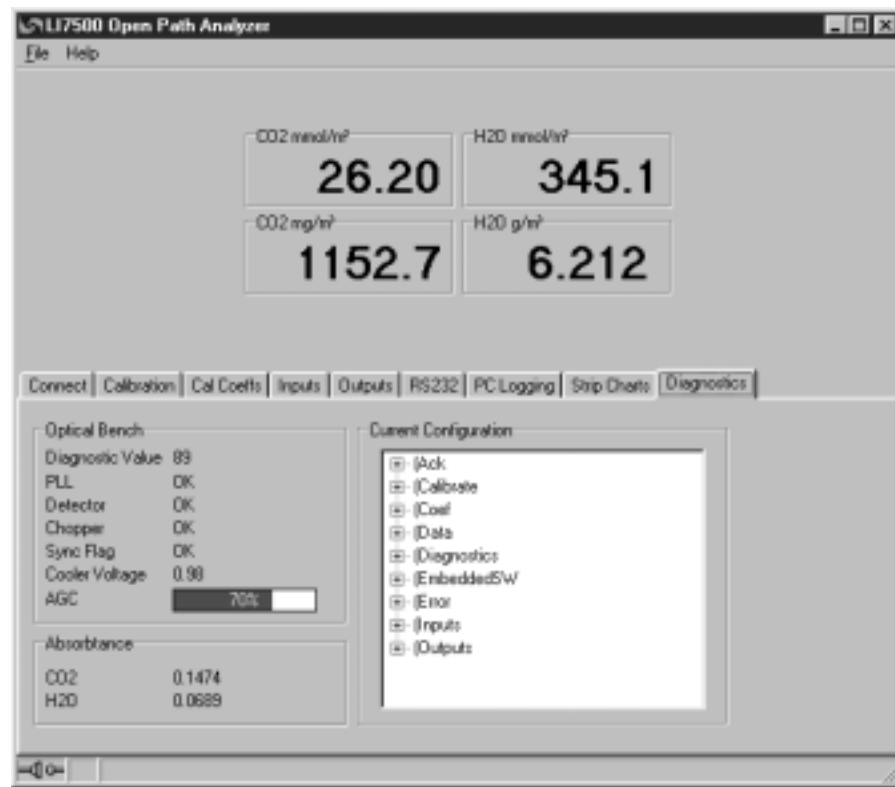 LI7500 Open Path Analyzer
File Help
CO2 mmol/m³ H2O mmol/m³
26.20 345.1
CO2 mg/m³ H2O g/m³
1152.7 6.212
Connect Calibration Cal Coeffs Inputs Outputs RS232 PC Logging Strip Charts Diagnostics
Optical Bench
Diagnostic Value 89
PLL OK
Detector OK
Chopper OK
Sync Flag OK
Cooler Voltage 0.98
AGC 70%
Absorbtance
CO2 0.1474
H2O 0.0689
Current Configuration
(Ack
(Calibrate
(Coef
(Data
(Diagnostics
(EmbeddedSW
(Error
(Inputs
(Outputs